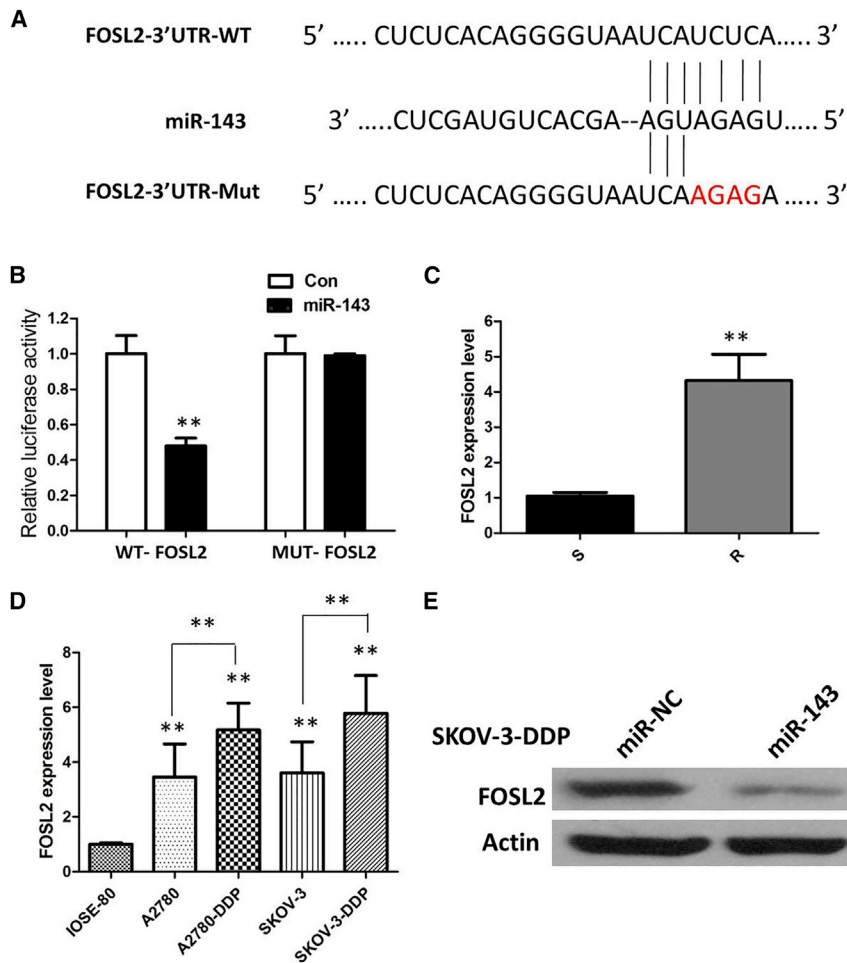 A
FOSL2-3'UTR-WT 5' ..... CUCUCACAGGGGUAAUCAUCUCA..... 3'
miR-143 3' .....CUCGAUGUCACGA--AGUAGAGU..... 5'
FOSL2-3'UTR-Mut 5' ..... CUCUCACAGGGGUAAUCAAGAGA ..... 3'
B
Con
miR-143
Relative luciferase activity
1.2
1.0
0.8
0.6
0.4
0.2
0.0
**
WT- FOSL2
MUT- FOSL2
C
FOSL2 expression level
6
5
4
3
2
1
0
**
S
R
D
FOSL2 expression level
8
6
4
2
0
**
**
**
**
**
**
IOSE-80
A2780
A2780-DDP
SKOV-3
SKOV-3-DDP
E
SKOV-3-DDP
miR-NC
miR-143
FOSL2
Actin